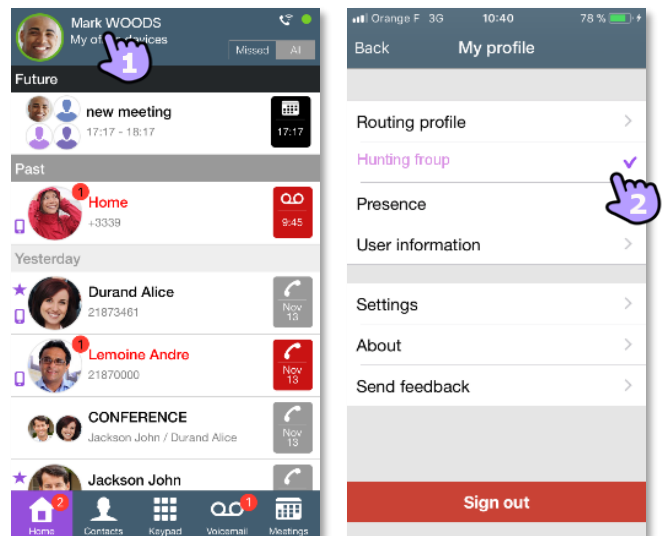 Mark WOODS
My of devices
Missed All
1
Future
new meeting
17:17 - 18:17
17:17
Past
1
Home
+3339
9:45
Yesterday
Durand Alice
21873461
Nov
13
1
Lemoine Andre
21870000
Nov
13
CONFERENCE
Jackson John / Durand Alice
Nov
13
Jackson John
2
1
Home Contacts Keypad Voicemail Meetings
Orange F 3G 10:40 78 %
Back My profile
Routing profile
Hunting froup
2
Presence
User information
Settings
About
Send feedback
Sign out